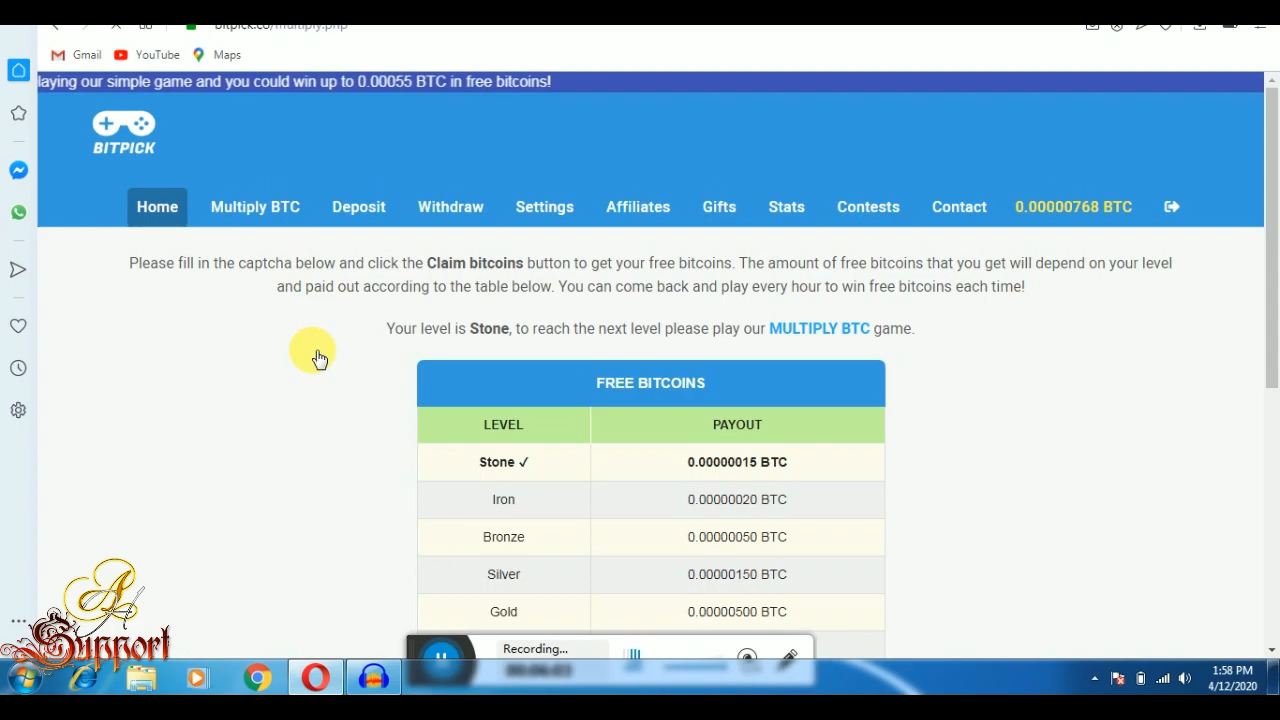 bitpick.co/multiply.php
Gmail YouTube Maps
laying our simple game and you could win up to 0.00055 BTC in free bitcoins!
BITPICK
Home Multiply BTC Deposit Withdraw Settings Affiliates Gifts Stats Contests Contact 0.00000768 BTC
Please fill in the captcha below and click the Claim bitcoins button to get your free bitcoins. The amount of free bitcoins that you get will depend on your level
and paid out according to the table below. You can come back and play every hour to win free bitcoins each time!
Your level is Stone, to reach the next level please play our MULTIPLY BTC game.
FREE BITCOINS
LEVEL PAYOUT
Stone ✓ 0.00000015 BTC
Iron 0.00000020 BTC
Bronze 0.00000050 BTC
Silver 0.00000150 BTC
Gold 0.00000500 BTC
A
Support
Recording...
00:06:03
1:58 PM
4/12/2020